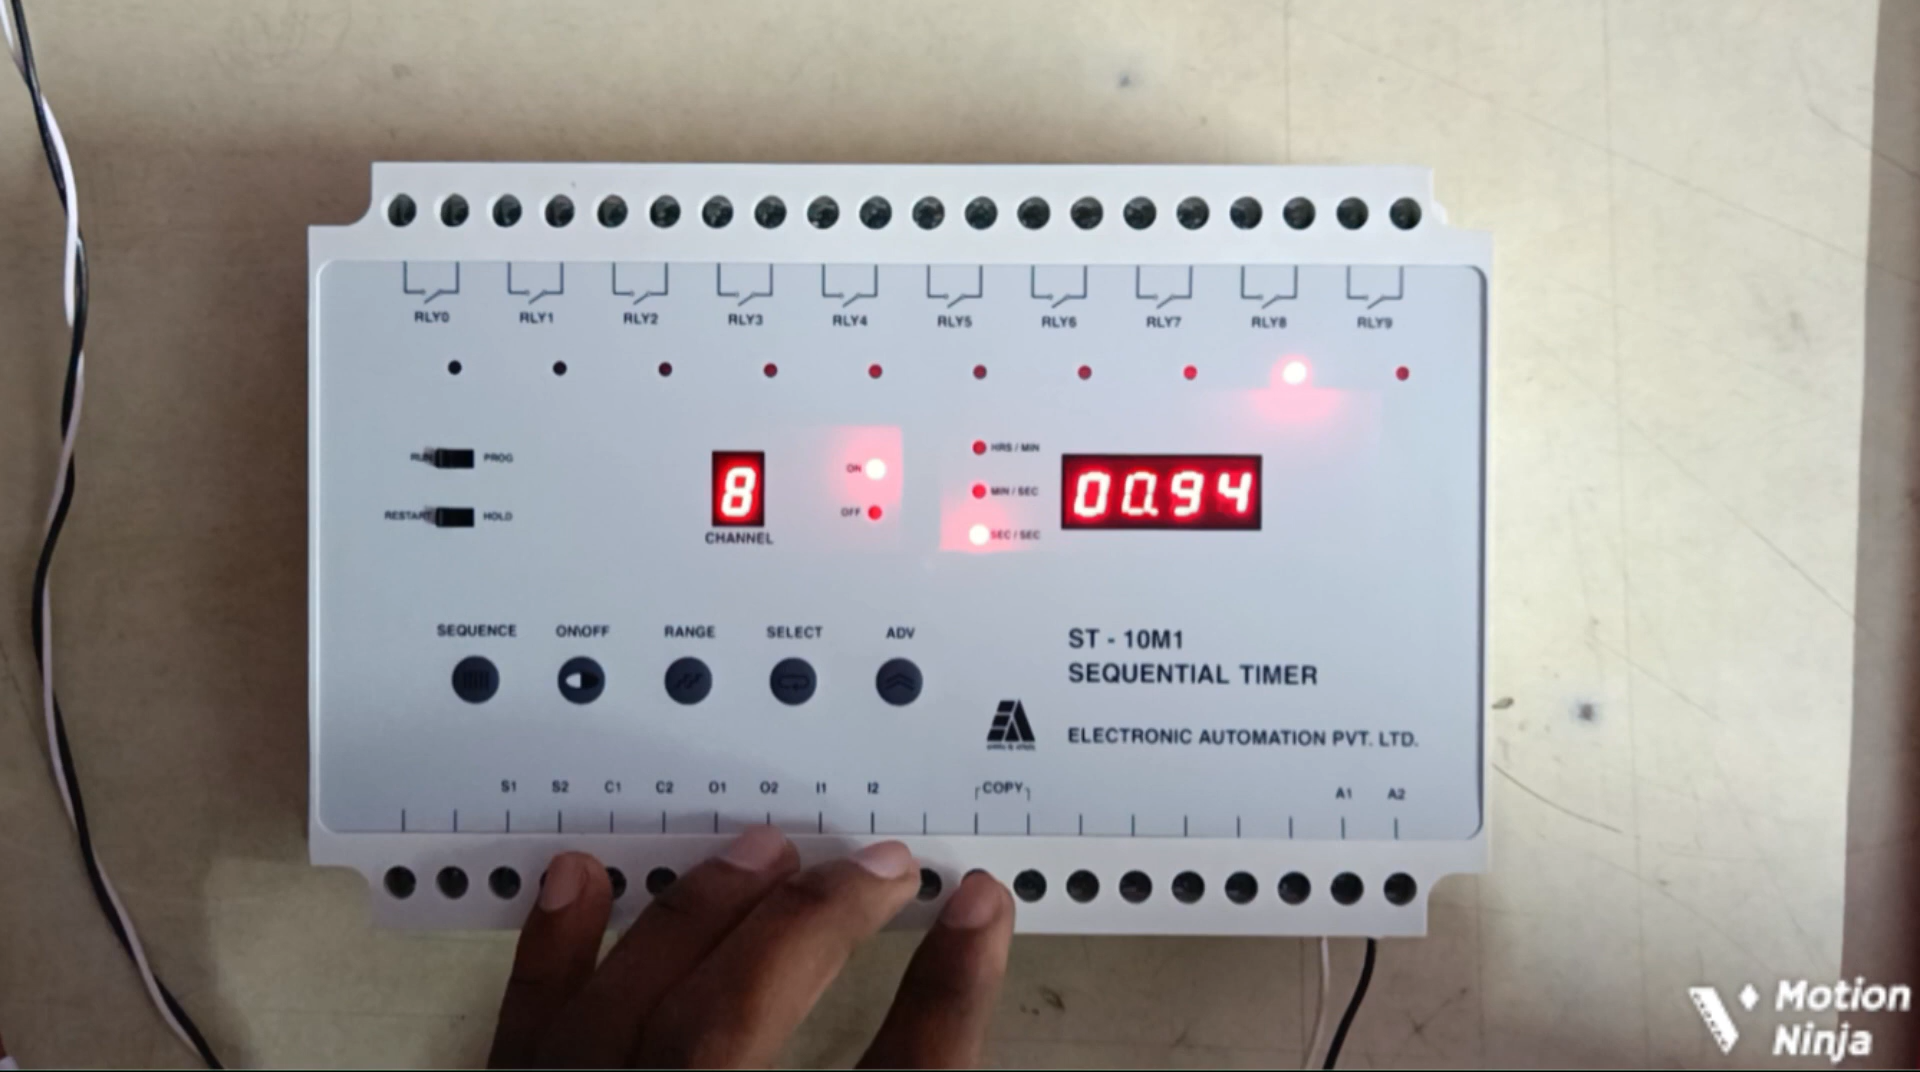 RLY0 RLY1 RLY2 RLY3 RLY4 RLY5 RLY6 RLY7 RLY8 RLY9
RUN PROG
RESTART HOLD
8
CHANNEL
ON
OFF
HRS / MIN
MIN / SEC
SEC / SEC
00.94
SEQUENCE ON\OFF RANGE SELECT ADV
ST - 10M1
SEQUENTIAL TIMER
EA
ELECTRONIC AUTOMATION PVT. LTD.
S1 S2 C1 C2 O1 O2 I1 I2 COPY A1 A2
Motion
Ninja